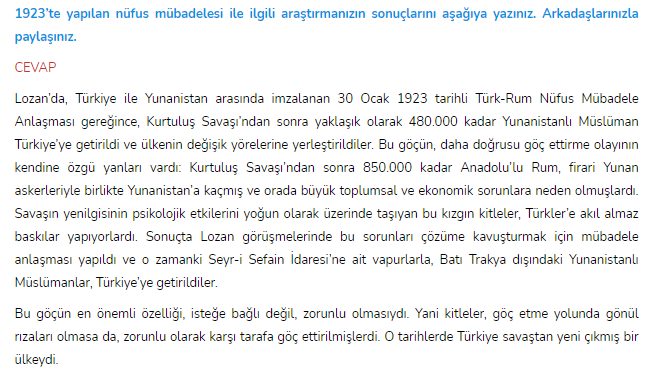 1923'te yapılan nüfus mübadelesi ile ilgili araştırmanızın sonuçlarını aşağıya yazınız. Arkadaşlarınızla
paylaşınız.
CEVAP
Lozan'da, Türkiye ile Yunanistan arasında imzalanan 30 Ocak 1923 tarihli Türk-Rum Nüfus Mübadele
Anlaşması gereğince, Kurtuluş Savaşı'ndan sonra yaklaşık olarak 480.000 kadar Yunanistanlı Müslüman
Türkiye'ye getirildi ve ülkenin değişik yörelerine yerleştirildiler. Bu göçün, daha doğrusu göç ettirme olayının
kendine özgü yanları vardı: Kurtuluş Savaşı'ndan sonra 850.000 kadar Anadolu'lu Rum, firari Yunan
askerleriyle birlikte Yunanistan'a kaçmış ve orada büyük toplumsal ve ekonomik sorunlara neden olmuşlardı.
Savaşın yenilgisinin psikolojik etkilerini yoğun olarak üzerinde taşıyan bu kızgın kitleler, Türkler'e akıl almaz
baskılar yapıyorlardı. Sonuçta Lozan görüşmelerinde bu sorunları çözüme kavuşturmak için mübadele
anlaşması yapıldı ve o zamanki Seyr-i Sefain İdaresi'ne ait vapurlarla, Batı Trakya dışındaki Yunanistanlı
Müslümanlar, Türkiye'ye getirildiler.
Bu göçün en önemli özelliği, isteğe bağlı değil, zorunlu olmasıydı. Yani kitleler, göç etme yolunda gönül
rızaları olmasa da, zorunlu olarak karşı tarafa göç ettirilmişlerdi. O tarihlerde Türkiye savaştan yeni çıkmış bir
ülkeydi.